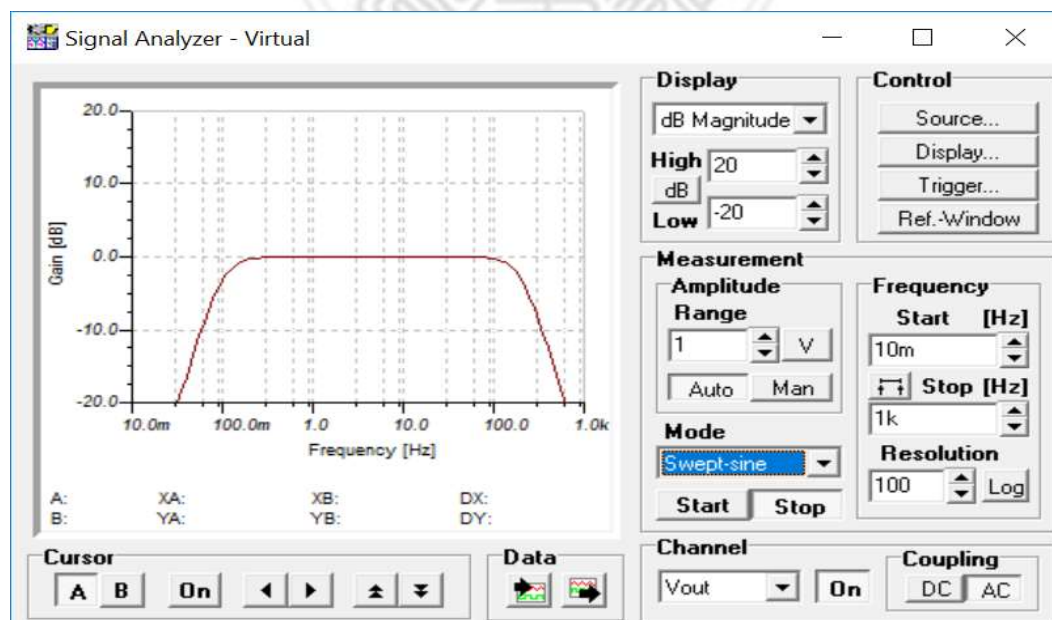 Signal Analyzer - Virtual
20.0
10.0
0.0
-10.0
-20.0
Gain [dB]
10.0m 100.0m 1.0 10.0 100.0 1.0k
Frequency [Hz]
A: XA: XB: DX:
B: YA: YB: DY:
Cursor
A B On
Data
Display
dB Magnitude
High 20
dB
Low -20
Control
Source...
Display...
Trigger...
Ref.-Window
Measurement
Amplitude
Range
1 V
Auto Man
Mode
Swept-sine
Start Stop
Frequency
Start [Hz]
10m
Stop [Hz]
1k
Resolution
100 Log
Channel
Vout On
Coupling
DC AC